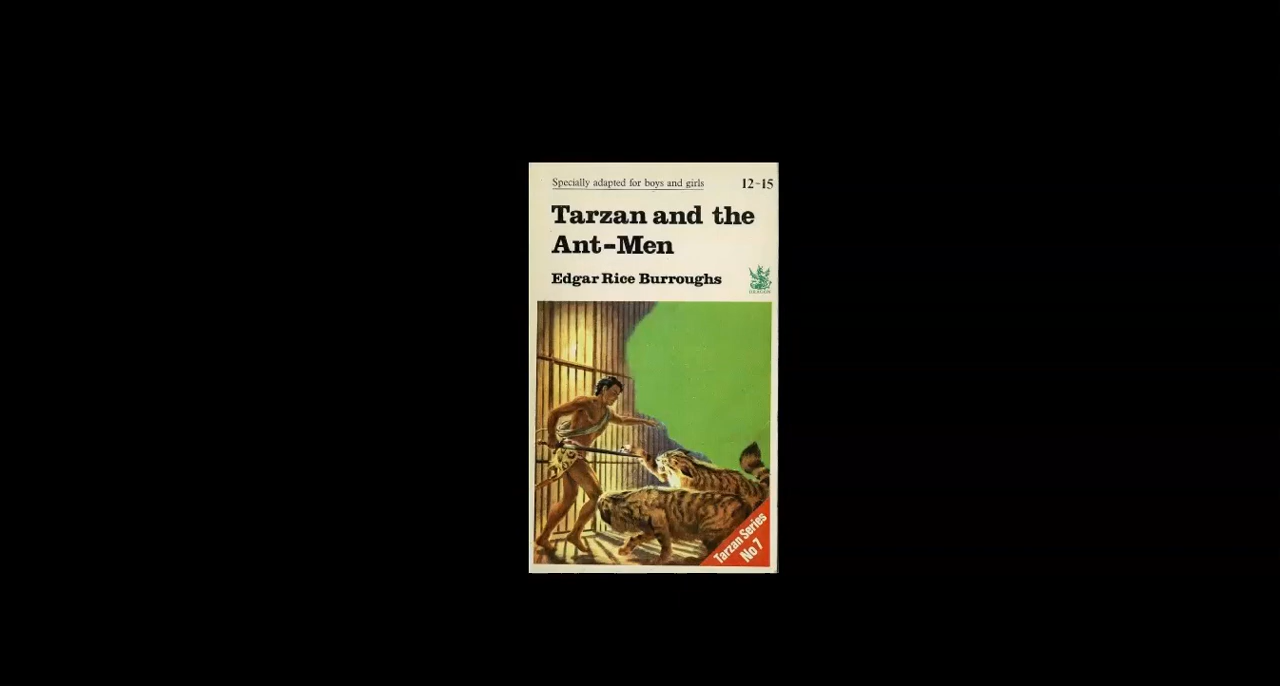 Specially adapted for boys and girls 12-15
Tarzan and the
Ant-Men
Edgar Rice Burroughs
DRAGON
Tarzan Series
No 7